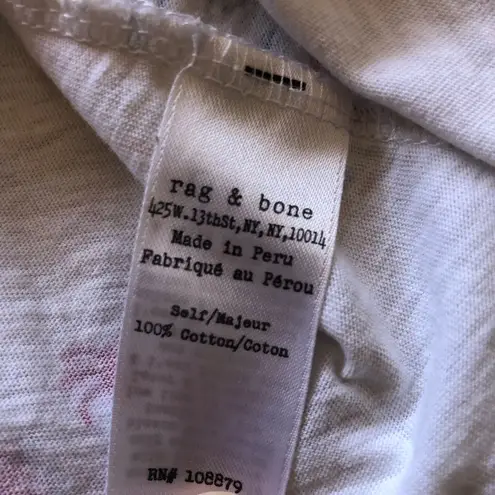 rag & bone
425W.13thSt,NY,NY,10014
Made in Peru
Fabriqué au Pérou
Self/Majeur
100% Cotton/Coton
RN# 108879